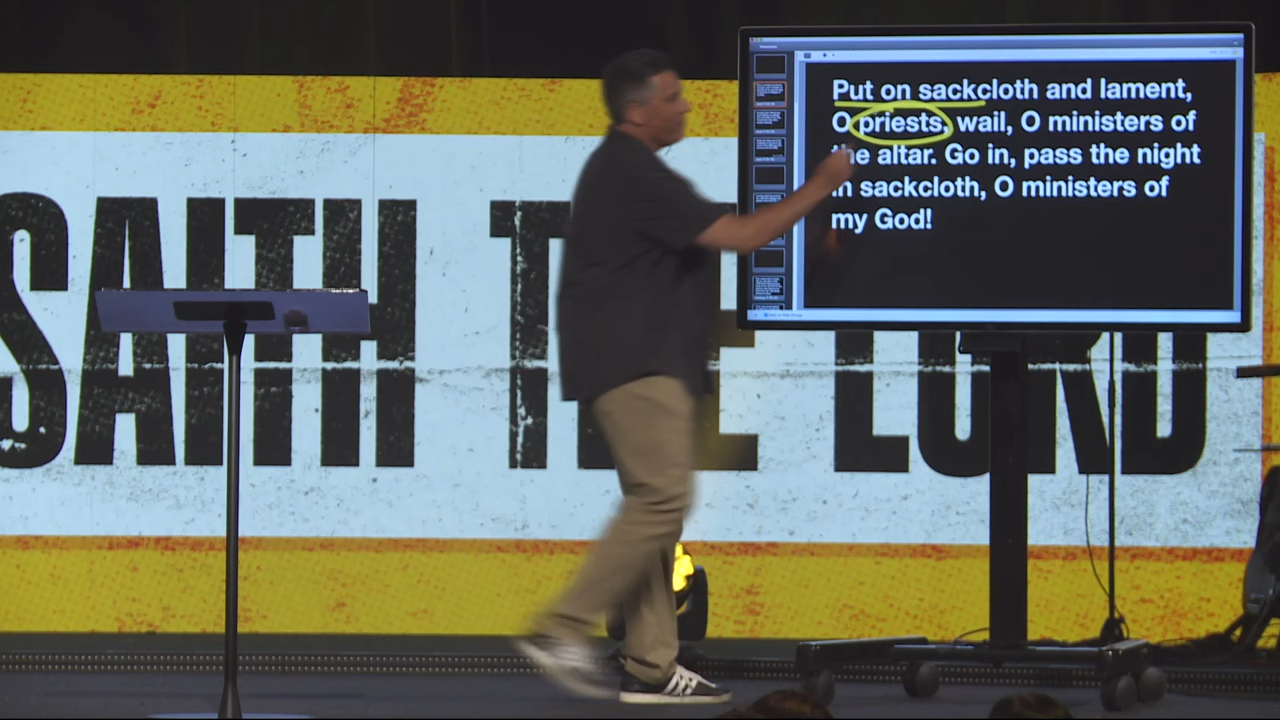 SAITH THE LORD
Put on sackcloth and lament,
O priests, wail, O ministers of
the altar. Go in, pass the night
in sackcloth, O ministers of
my God!